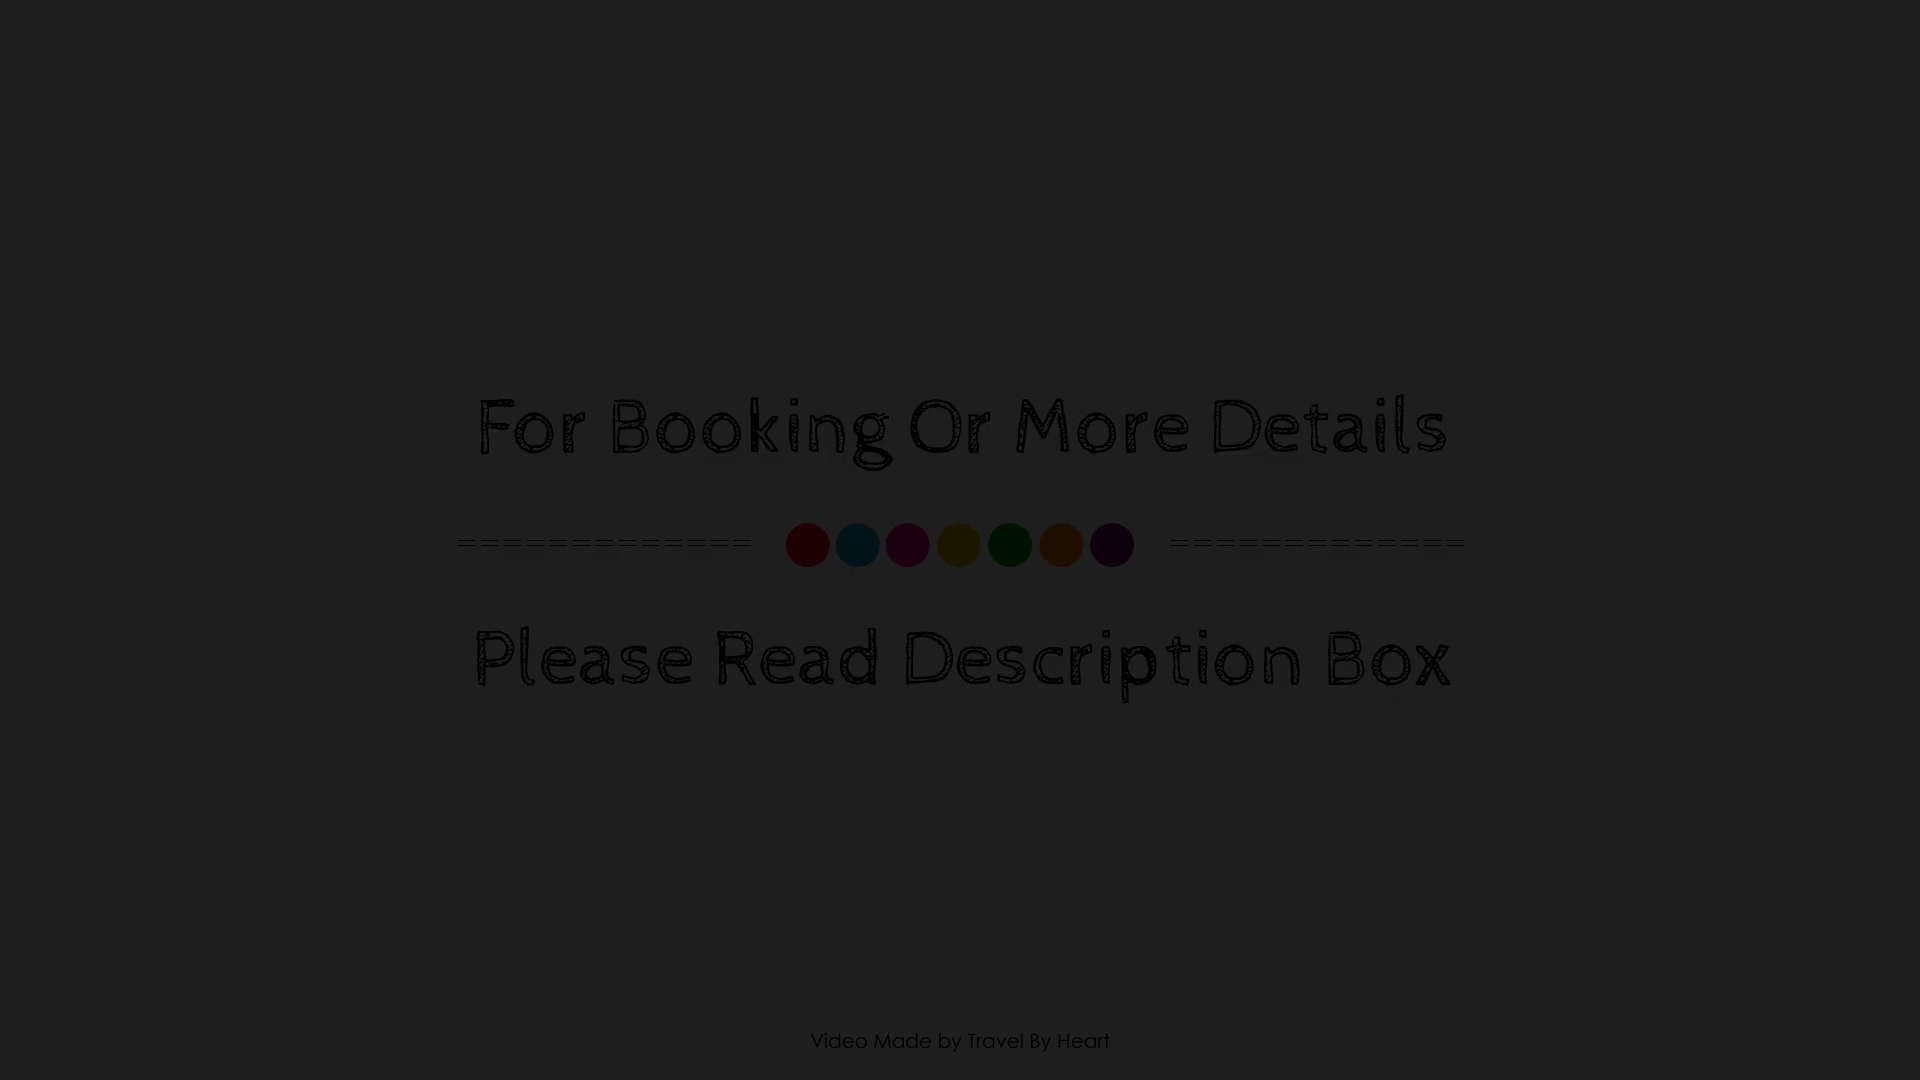 For Booking Or More Details
============= =============
Please Read Description Box
Video Made by Travel By Heart